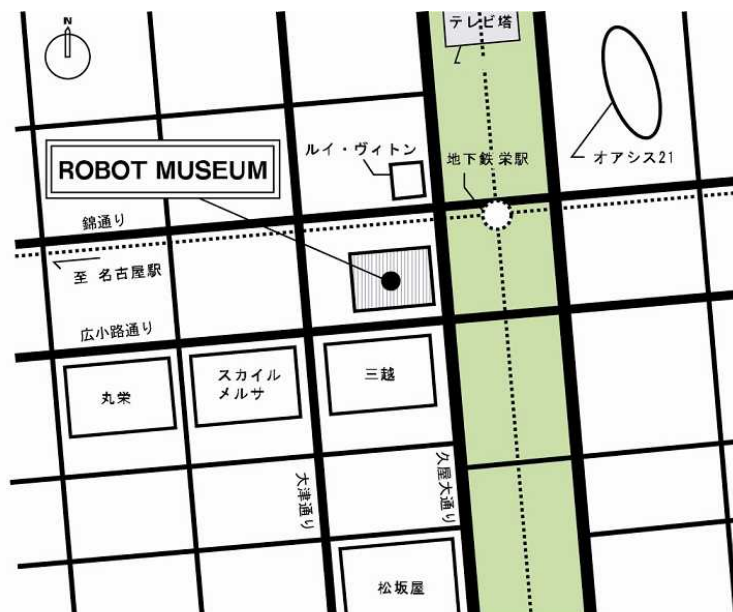 N
テレビ塔
ROBOT MUSEUM
ルイ・ヴィトン
地下鉄 栄駅
オアシス21
錦通り
至 名古屋駅
広小路通り
丸栄
スカイル
メルサ
三越
大津通り
久屋大通り
松坂屋